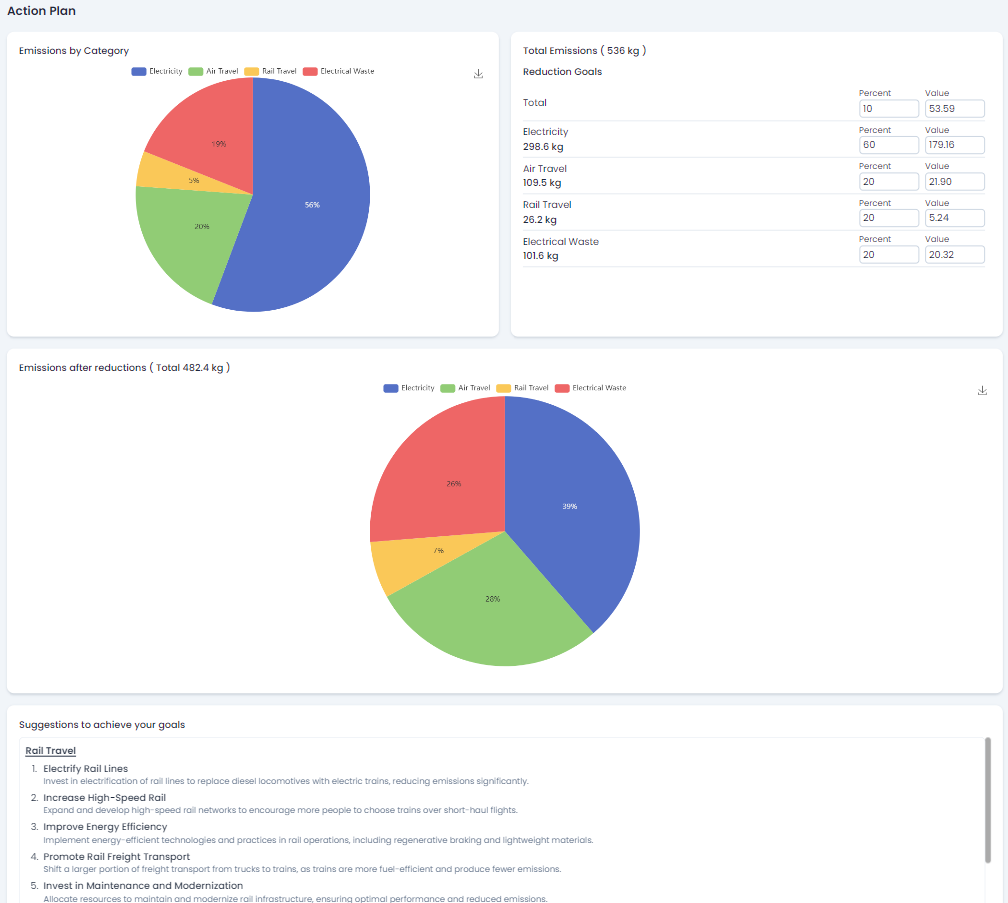 Action Plan
Emissions by Category
Electricity Air Travel Rail Travel Electrical Waste
19%
5%
56%
20%
Total Emissions ( 536 kg )
Reduction Goals
Percent Value
Total 10 53.59
Percent Value
Electricity
298.6 kg 60 179.16
Percent Value
Air Travel
109.5 kg 20 21.90
Percent Value
Rail Travel
26.2 kg 20 5.24
Percent Value
Electrical Waste
101.6 kg 20 20.32
Emissions after reductions ( Total 482.4 kg )
Electricity Air Travel Rail Travel Electrical Waste
26%
39%
7%
28%
Suggestions to achieve your goals
Rail Travel
1. Electrify Rail Lines
Invest in electrification of rail lines to replace diesel locomotives with electric trains, reducing emissions significantly.
2. Increase High-Speed Rail
Expand and develop high-speed rail networks to encourage more people to choose trains over short-haul flights.
3. Improve Energy Efficiency
Implement energy-efficient technologies and practices in rail operations, including regenerative braking and lightweight materials.
4. Promote Rail Freight Transport
Shift a larger portion of freight transport from trucks to trains, as trains are more fuel-efficient and produce fewer emissions.
5. Invest in Maintenance and Modernization
Allocate resources to maintain and modernize rail infrastructure, ensuring optimal performance and reduced emissions.